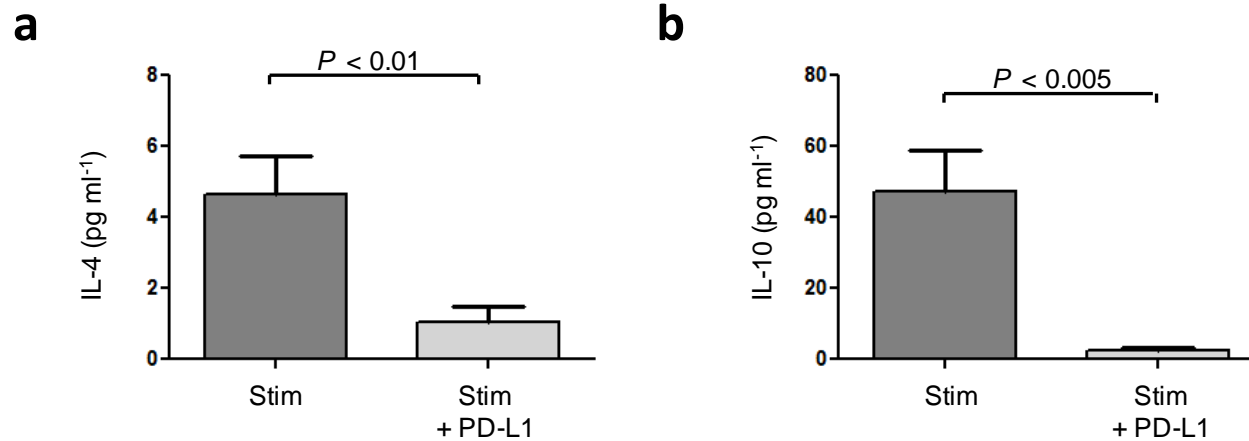 a
P < 0.01
8
6
4
2
0
IL-4 (pg ml⁻¹)
Stim
Stim
+ PD-L1
b
P < 0.005
80
60
40
20
0
IL-10 (pg ml⁻¹)
Stim
Stim
+ PD-L1